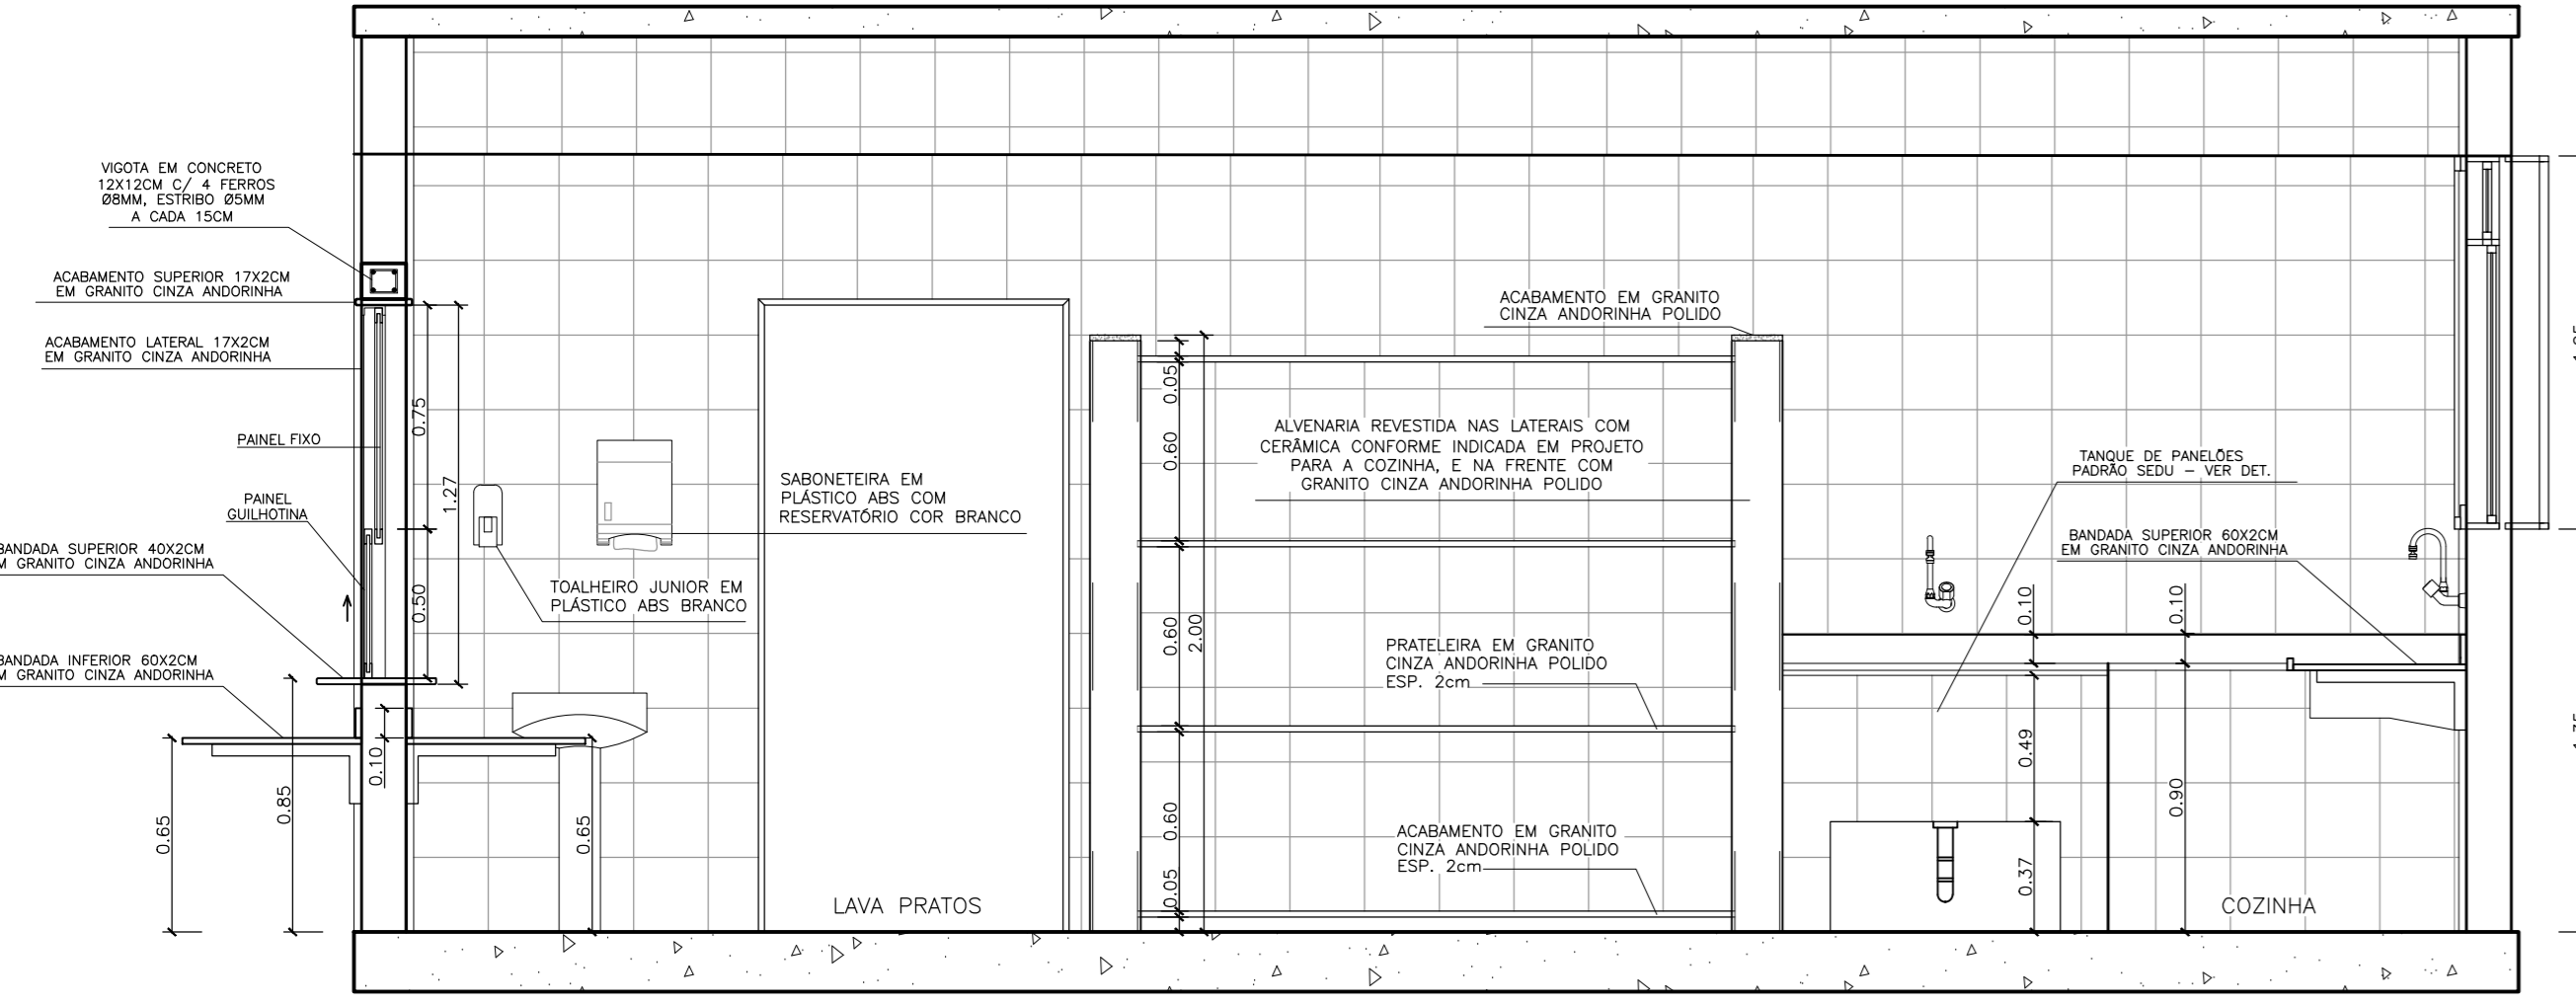 VIGOTA EM CONCRETO
12X12CM C/ 4 FERROS
Ø8MM, ESTRIBO Ø5MM
A CADA 15CM
ACABAMENTO SUPERIOR 17X2CM
EM GRANITO CINZA ANDORINHA
ACABAMENTO LATERAL 17X2CM
EM GRANITO CINZA ANDORINHA
PAINEL FIXO
PAINEL
GUILHOTINA
BANDADA SUPERIOR 40X2CM
EM GRANITO CINZA ANDORINHA
BANDADA INFERIOR 60X2CM
EM GRANITO CINZA ANDORINHA
0.65
0.85
0.10
0.75
1.27
0.50
0.65
SABONETEIRA EM
PLÁSTICO ABS COM
RESERVATÓRIO COR BRANCO
TOALHEIRO JUNIOR EM
PLÁSTICO ABS BRANCO
LAVA PRATOS
0.05
0.60
0.60
2.00
0.60
0.05
ACABAMENTO EM GRANITO
CINZA ANDORINHA POLIDO
ALVENARIA REVESTIDA NAS LATERAIS COM
CERÂMICA CONFORME INDICADA EM PROJETO
PARA A COZINHA, E NA FRENTE COM
GRANITO CINZA ANDORINHA POLIDO
PRATELEIRA EM GRANITO
CINZA ANDORINHA POLIDO
ESP. 2cm
ACABAMENTO EM GRANITO
CINZA ANDORINHA POLIDO
ESP. 2cm
TANQUE DE PANELÕES
PADRÃO SEDU – VER DET.
BANDADA SUPERIOR 60X2CM
EM GRANITO CINZA ANDORINHA
0.10
0.10
0.49
0.90
0.37
COZINHA